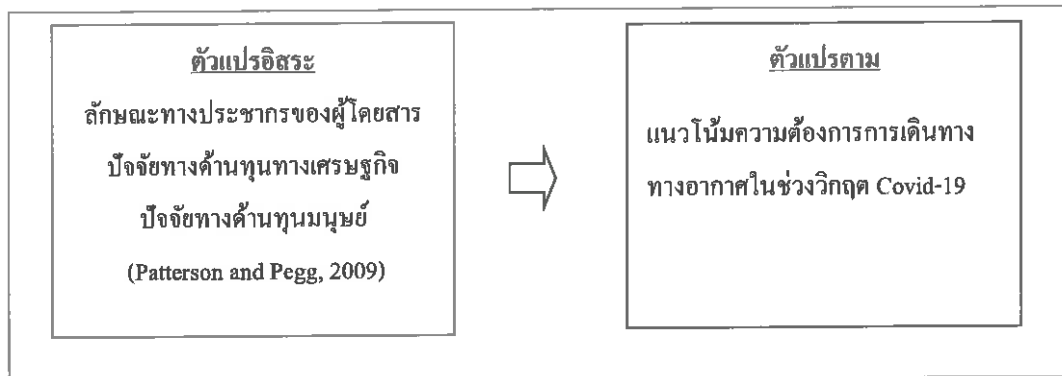 ตัวแปรอิสระ
ลักษณะทางประชากรของผู้โดยสาร
ปัจจัยทางด้านทุนทางเศรษฐกิจ
ปัจจัยทางด้านทุนมนุษย์
(Patterson and Pegg, 2009)
ตัวแปรตาม
แนวโน้มความต้องการการเดินทาง
ทางอากาศในช่วงวิกฤต Covid-19